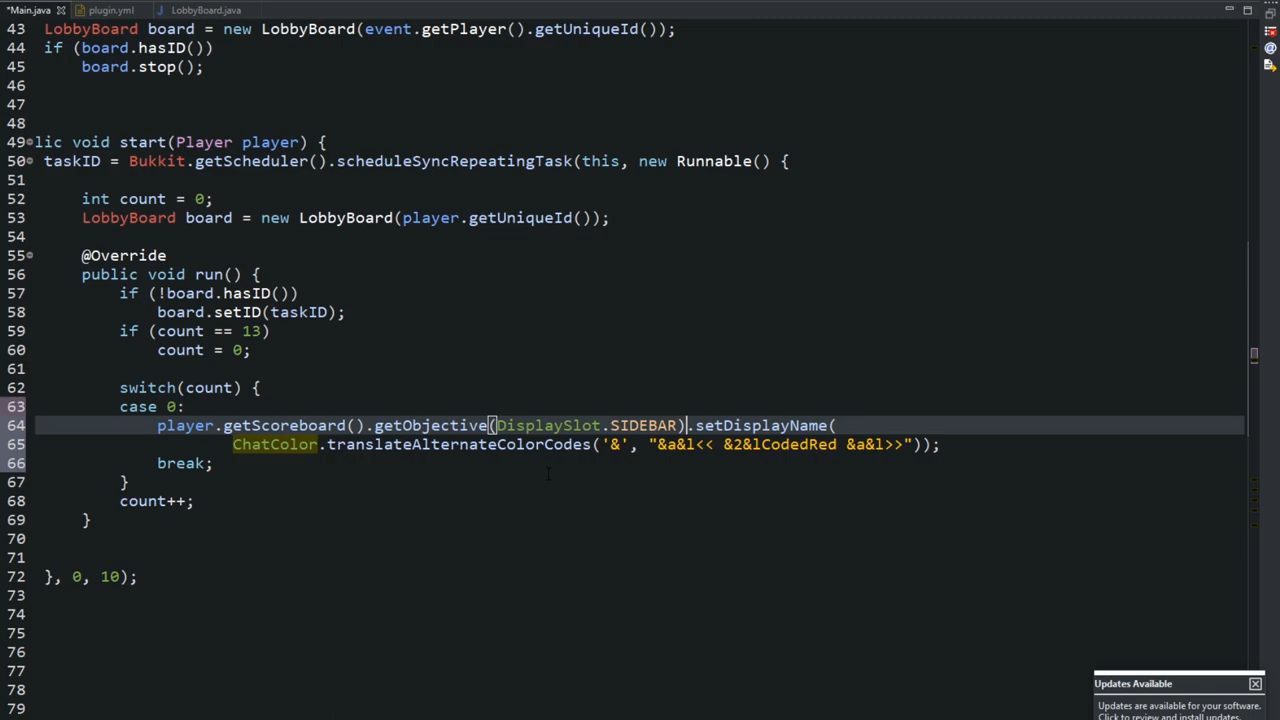 *Main.java plugin.yml LobbyBoard.java
43 LobbyBoard board = new LobbyBoard(event.getPlayer().getUniqueId());
44 if (board.hasID())
45 board.stop();
46
47
48
49 lic void start(Player player) {
50 taskID = Bukkit.getScheduler().scheduleSyncRepeatingTask(this, new Runnable() {
51
52 int count = 0;
53 LobbyBoard board = new LobbyBoard(player.getUniqueId());
54
55 @Override
56 public void run() {
57 if (!board.hasID())
58 board.setID(taskID);
59 if (count == 13)
60 count = 0;
61
62 switch(count) {
63 case 0:
64 player.getScoreboard().getObjective(DisplaySlot.SIDEBAR).setDisplayName(
65 ChatColor.translateAlternateColorCodes('&', "&a&l<< &2&lCodedRed &a&l>>"));
66 break;
67 }
68 count++;
69 }
70
71
72 }, 0, 10);
73
74
75
76
77
78
79
Updates Available
Updates are available for your software.
Click to review and install updates.